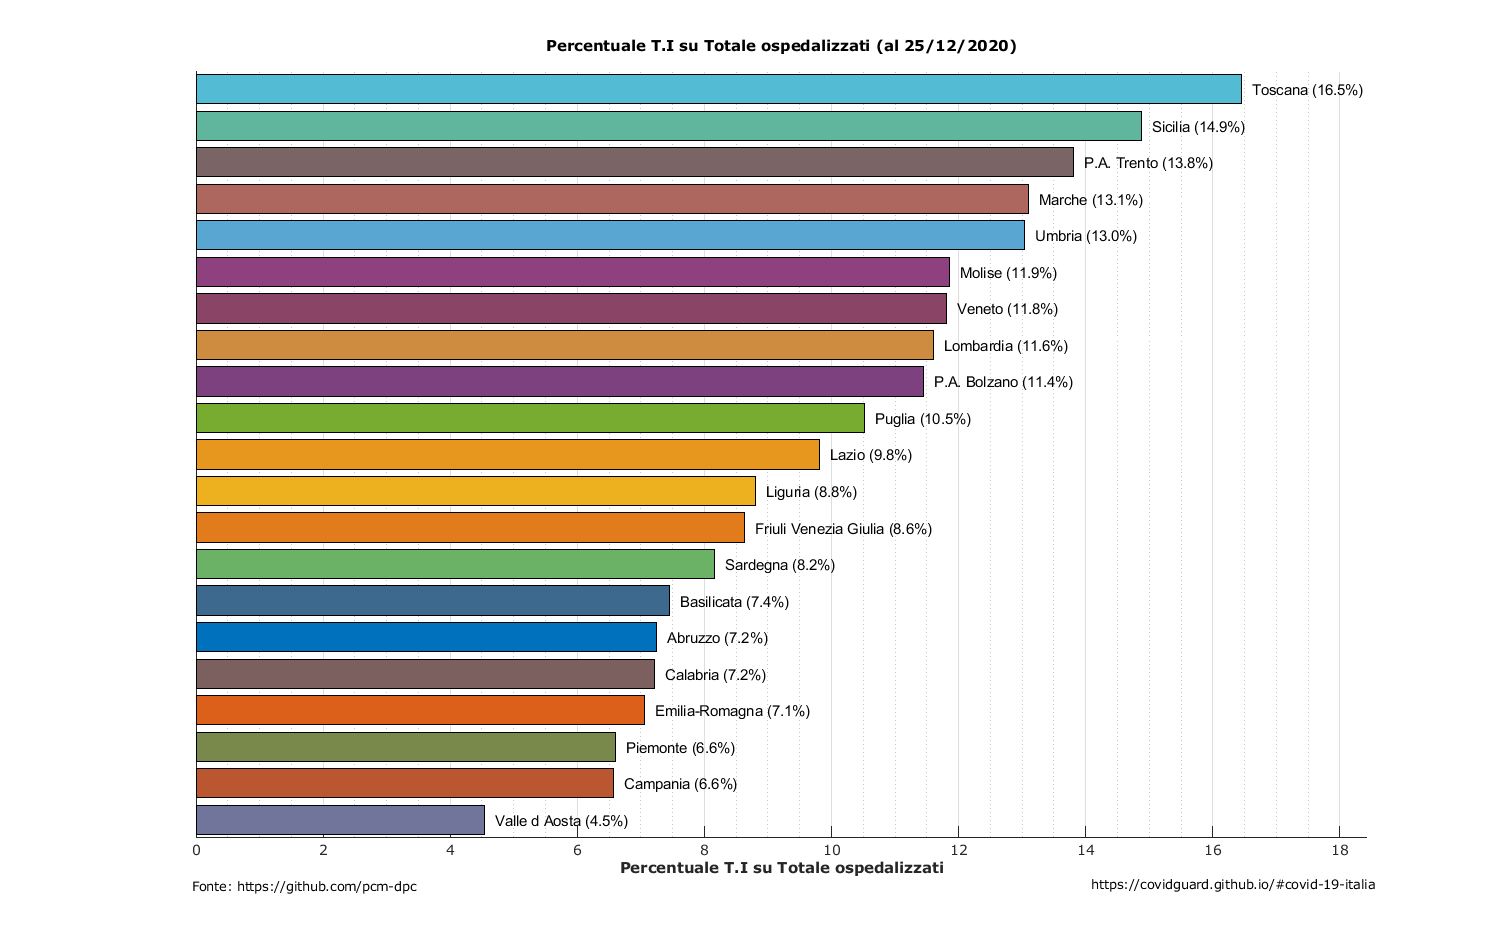 Percentuale T.I su Totale ospedalizzati (al 25/12/2020)
Toscana (16.5%)
Sicilia (14.9%)
P.A. Trento (13.8%)
Marche (13.1%)
Umbria (13.0%)
Molise (11.9%)
Veneto (11.8%)
Lombardia (11.6%)
P.A. Bolzano (11.4%)
Puglia (10.5%)
Lazio (9.8%)
Liguria (8.8%)
Friuli Venezia Giulia (8.6%)
Sardegna (8.2%)
Basilicata (7.4%)
Abruzzo (7.2%)
Calabria (7.2%)
Emilia-Romagna (7.1%)
Piemonte (6.6%)
Campania (6.6%)
Valle d Aosta (4.5%)
0 2 4 6 8 10 12 14 16 18
Percentuale T.I su Totale ospedalizzati
Fonte: https://github.com/pcm-dpc
https://covidguard.github.io/#covid-19-italia